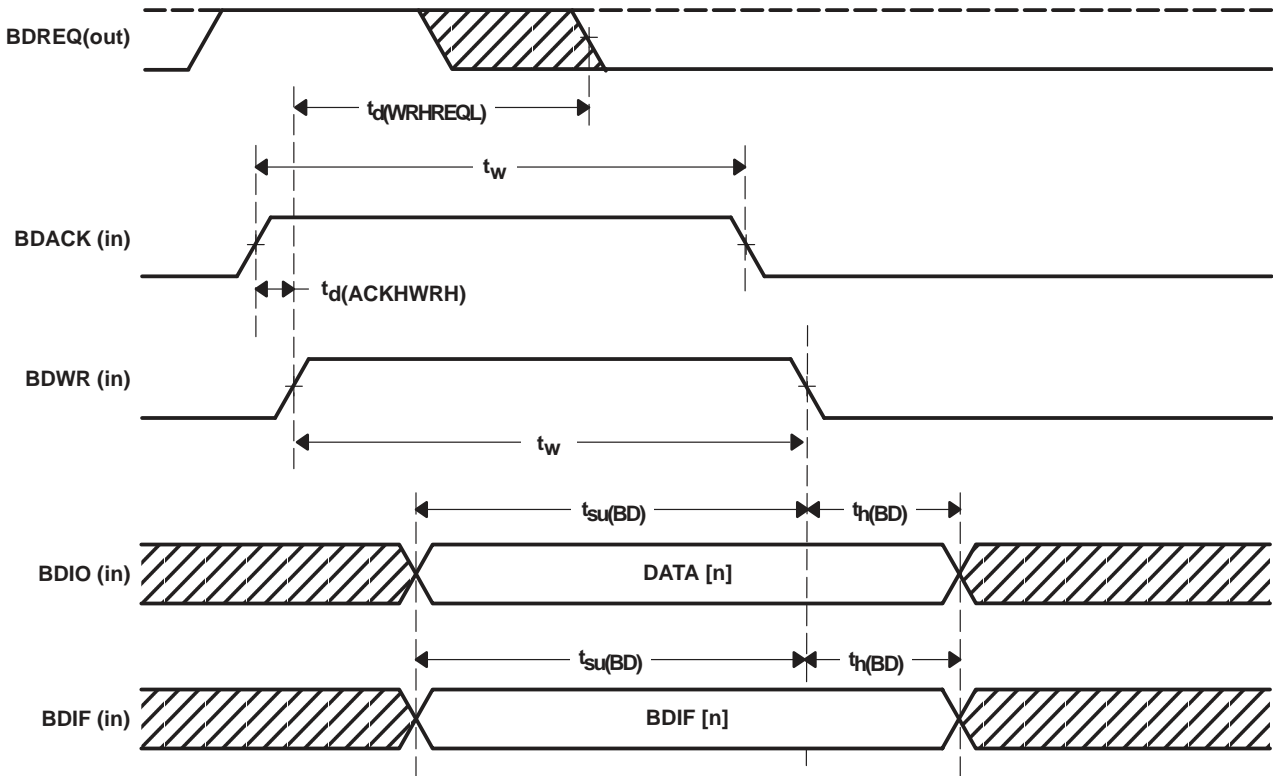 BDREQ(out)
td(WRHREQL)
tw
BDACK (in)
td(ACKHWRH)
BDWR (in)
tw
tsu(BD) th(BD)
BDIO (in) DATA [n]
tsu(BD) th(BD)
BDIF (in) BDIF [n]